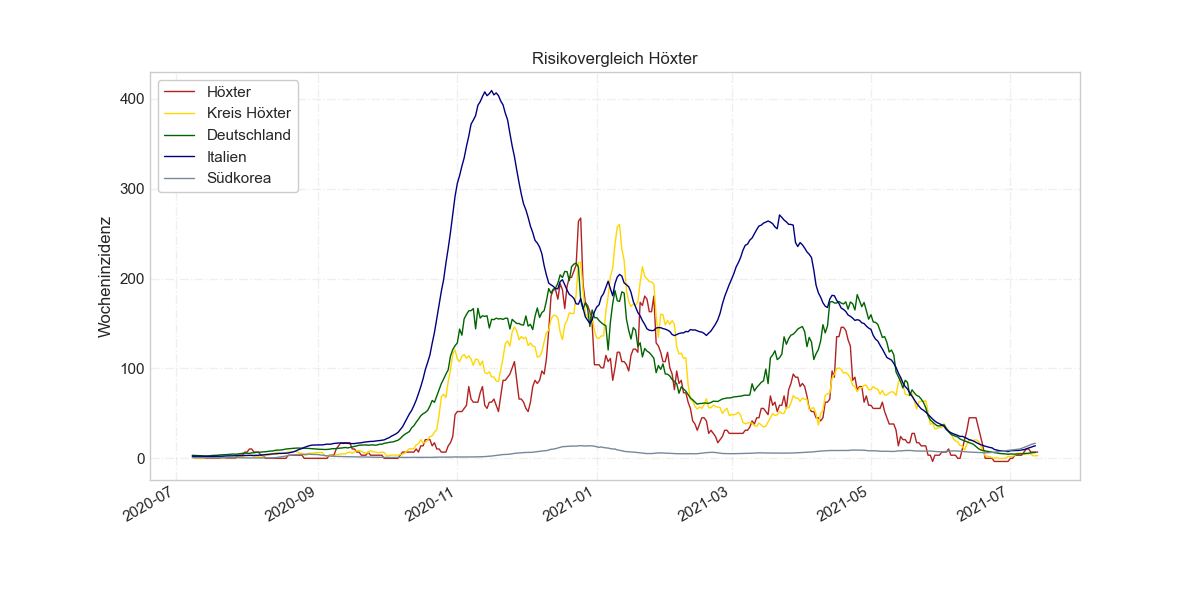 Risikovergleich Höxter
Höxter
Kreis Höxter
Deutschland
Italien
Südkorea
Wocheninzidenz
400
300
200
100
0
2020-07
2020-09
2020-11
2021-01
2021-03
2021-05
2021-07